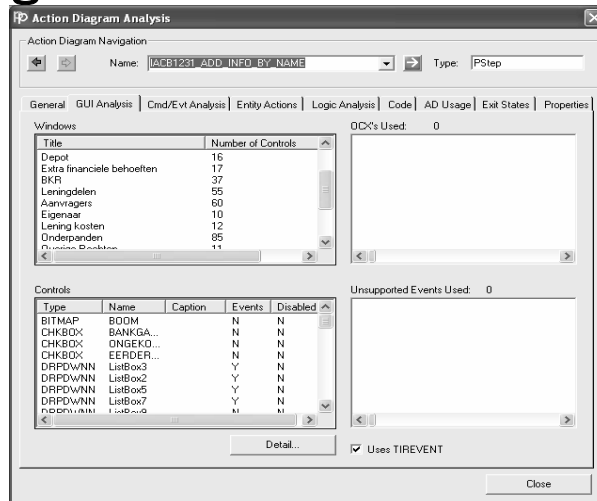 Action Diagram Analysis
Action Diagram Navigation
Name: IACB1231_ADD_INFO_BY_NAME Type: PStep
General GUI Analysis Cmd/Evt Analysis Entity Actions Logic Analysis Code AD Usage Exit States Properties
Windows OCX's Used: 0
Title Number of Controls
Depot 16
Extra financiele behoeften 17
BKR 37
Leningdelen 55
Aanvragers 60
Eigenaar 10
Lening kosten 12
Onderpanden 85
11
Controls Unsupported Events Used: 0
Type Name Caption Events Disabled
BITMAP BOOM N N
CHKBOX BANKGA... N N
CHKBOX ONGEKO... N N
CHKBOX EERDER... N N
DRPDWNN ListBox3 Y N
DRPDWNN ListBox2 Y N
DRPDWNN ListBox5 Y N
DRPDWNN ListBox7 Y N
DRPDWNN ListBox9 N N
Detail... Uses TIREVENT
Close